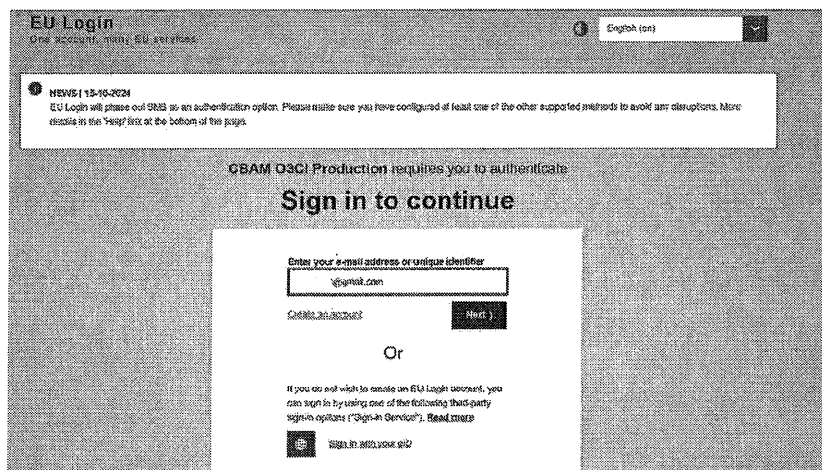 EU Login
One account, many EU services
English (en)
NEWS | 15-10-2024
EU Login will phase out SMS as an authentication option. Please make sure you have configured at least one of the other supported methods to avoid any disruptions. More
details in the 'Help' link at the bottom of the page.
CBAM O3CI Production requires you to authenticate
Sign in to continue
Enter your e-mail address or unique identifier
@gmail.com
Create an account
Next ›
Or
If you do not wish to create an EU Login account, you
can sign in by using one of the following third-party
sign-in options ("Sign-in Service"). Read more
Sign in with your eID